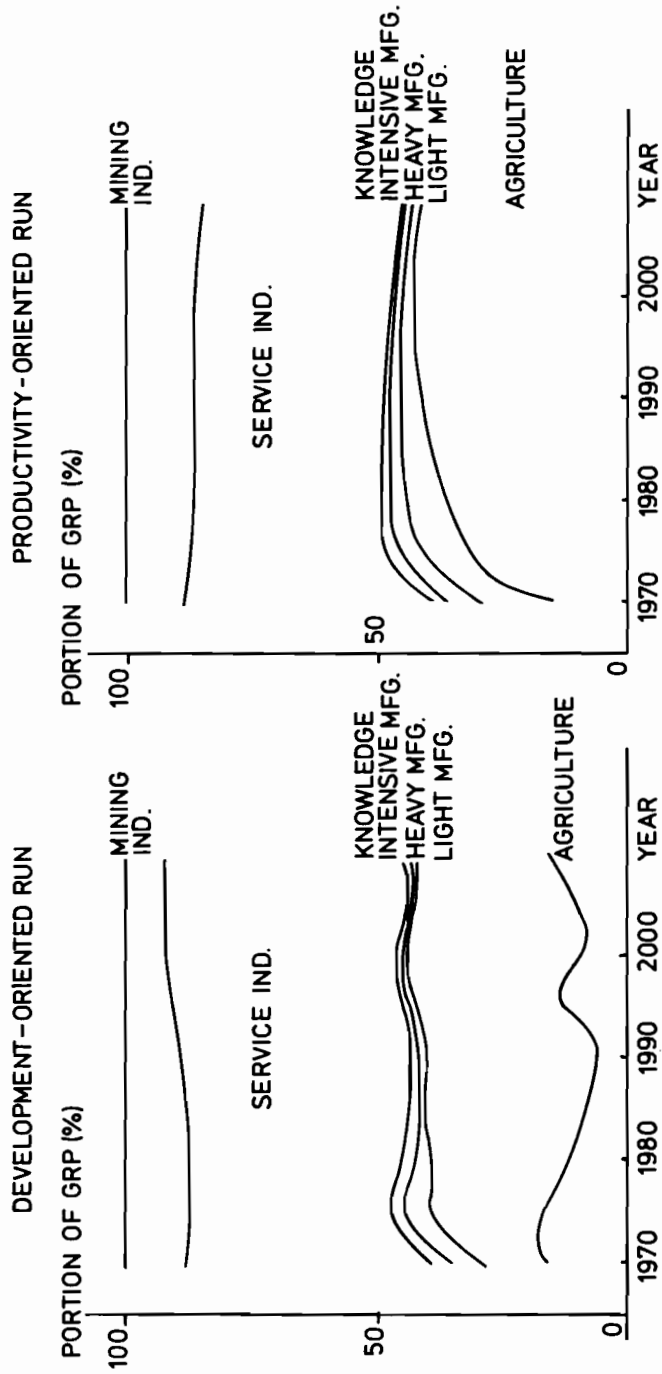 DEVELOPMENT-ORIENTED RUN
PORTION OF GRP (%)
100
50
0
MINING
IND.
SERVICE IND.
KNOWLEDGE
INTENSIVE MFG.
HEAVY MFG.
LIGHT MFG.
AGRICULTURE
1970 1980 1990 2000 YEAR
PRODUCTIVITY-ORIENTED RUN
PORTION OF GRP (%)
100
50
0
MINING
IND.
SERVICE IND.
KNOWLEDGE
INTENSIVE MFG.
HEAVY MFG.
LIGHT MFG.
AGRICULTURE
1970 1980 1990 2000 YEAR